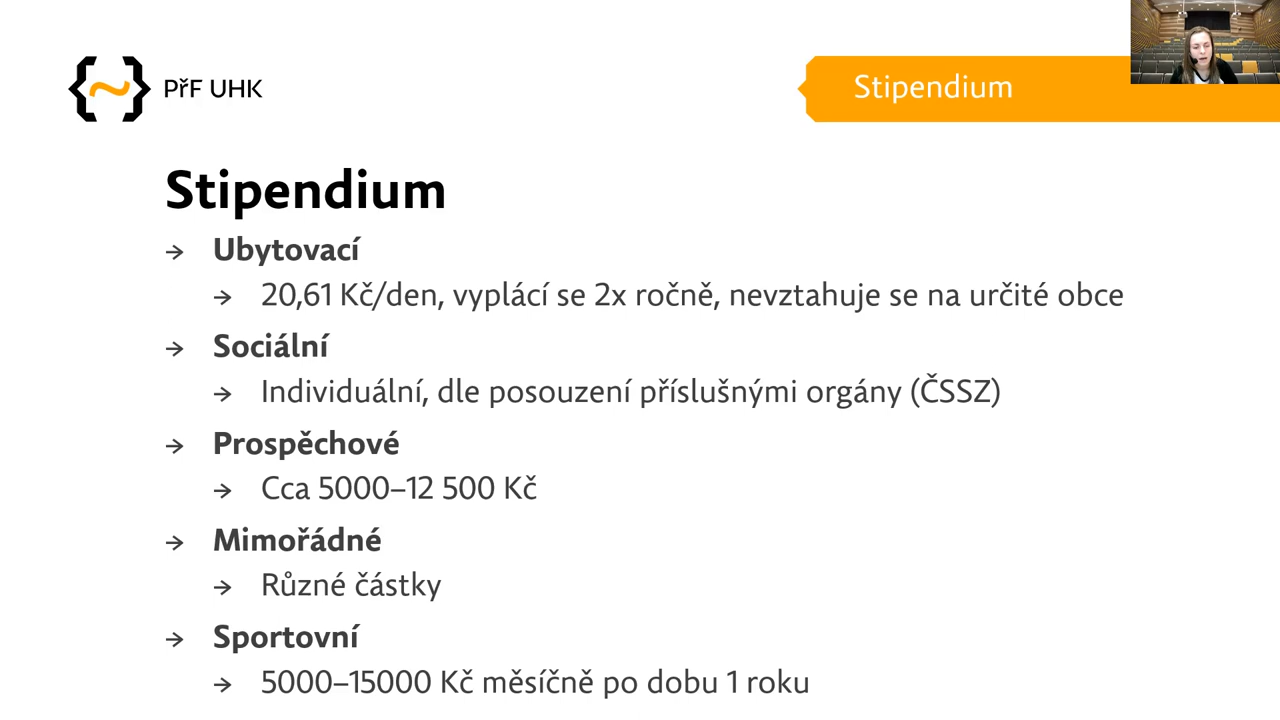 PřF UHK
Stipendium
Stipendium
→ Ubytovací
→ 20,61 Kč/den, vyplácí se 2x ročně, nevztahuje se na určité obce
→ Sociální
→ Individuální, dle posouzení příslušnými orgány (ČSSZ)
→ Prospěchové
→ Cca 5000–12 500 Kč
→ Mimořádné
→ Různé částky
→ Sportovní
→ 5000–15000 Kč měsíčně po dobu 1 roku